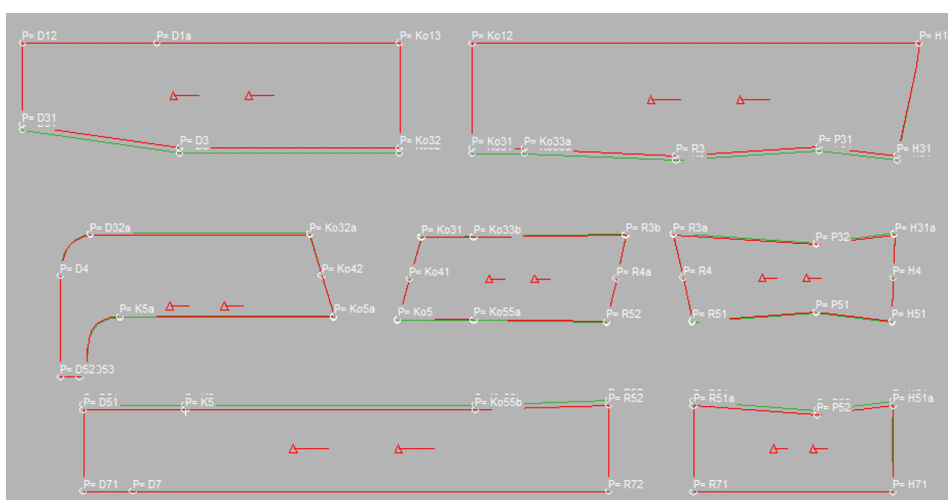 P= D12 P= D1a P= Ko13 P= Ko12 P= H1
P= D31 P= D3 P= Ko32 P= Ko31 P= Ko33a P= R3 P= P31 P= H31
P= D32a P= Ko32a P= Ko31 P= Ko33b P= R3b P= R3a P= P32 P= H31a
P= D4 P= Ko42 P= Ko41 P= R4a P= R4 P= H4
P= K5a P= Ko5a P= Ko5 P= Ko55a P= R52 P= R51 P= P51 P= H51
P= D52 D53
P= D51 P= K5 P= Ko55b P= R52 P= R51a P= P52 P= H51a
P= D71 P= D7 P= R72 P= R71 P= H71